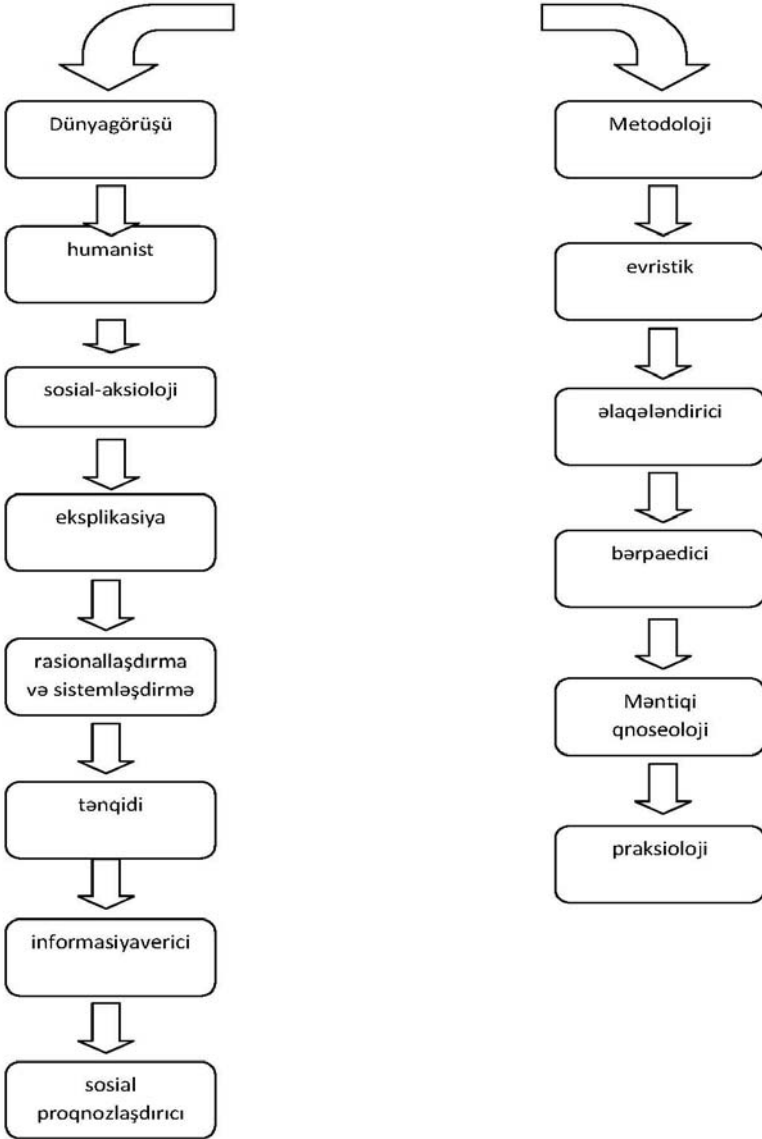 Dünyagörüşü
humanist
sosial-aksioloji
eksplikasiya
rasionallaşdırma
və sistemləşdirmə
tənqidi
informasiyaverici
sosial
proqnozlaşdırıcı
Metodoloji
evristik
əlaqələndirici
bərpaedici
Məntiqi
qnoseoloji
praksioloji